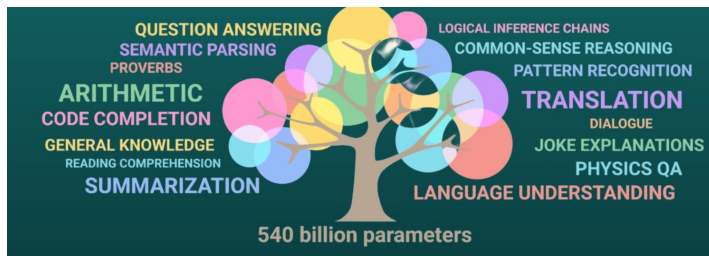 QUESTION ANSWERING
SEMANTIC PARSING
PROVERBS
ARITHMETIC
CODE COMPLETION
GENERAL KNOWLEDGE
READING COMPREHENSION
SUMMARIZATION
LOGICAL INFERENCE CHAINS
COMMON-SENSE REASONING
PATTERN RECOGNITION
TRANSLATION
DIALOGUE
JOKE EXPLANATIONS
PHYSICS QA
LANGUAGE UNDERSTANDING
540 billion parameters